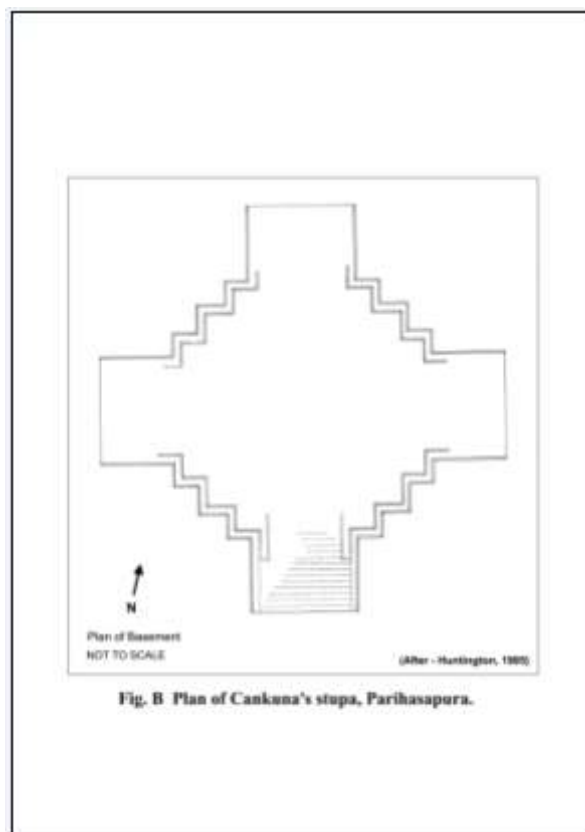 N
Plan of Basement
NOT TO SCALE
(After - Huntington, 1985)
Fig. B Plan of Cankuna's stupa, Parihasapura.